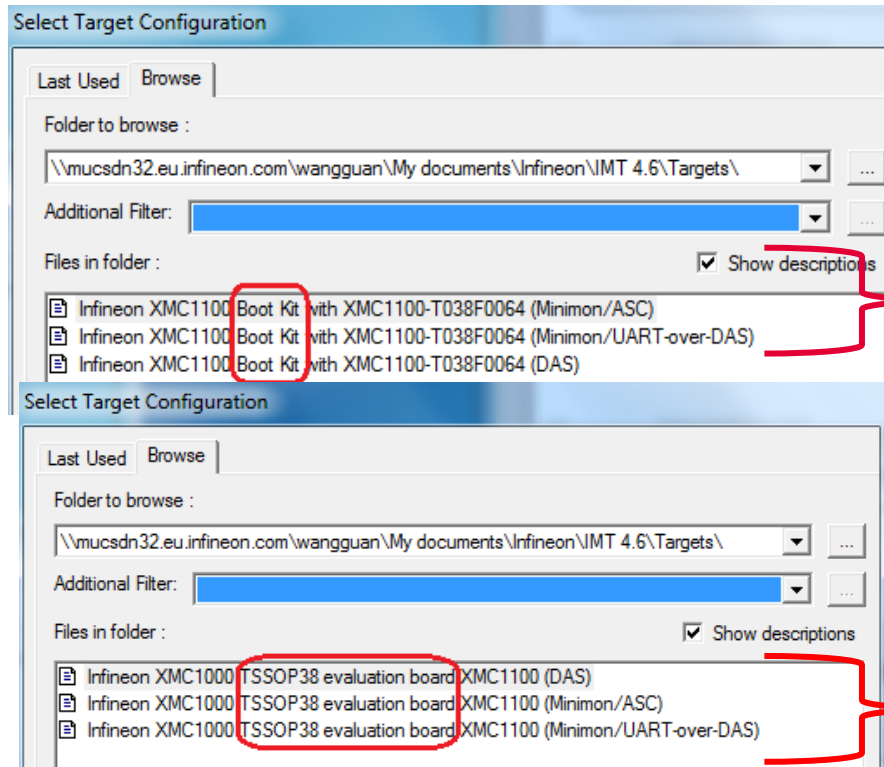 Select Target Configuration
Last Used Browse
Folder to browse :
\\mucsdn32.eu.infineon.com\wangguan\My documents\Infineon\IMT 4.6\Targets\ ...
Additional Filter: ...
Files in folder : Show descriptions
Infineon XMC1100 Boot Kit with XMC1100-T038F0064 (Minimon/ASC)
Infineon XMC1100 Boot Kit with XMC1100-T038F0064 (Minimon/UART-over-DAS)
Infineon XMC1100 Boot Kit with XMC1100-T038F0064 (DAS)
Select Target Configuration
Last Used Browse
Folder to browse :
\\mucsdn32.eu.infineon.com\wangguan\My documents\Infineon\IMT 4.6\Targets\ ...
Additional Filter: ...
Files in folder : Show descriptions
Infineon XMC1000 TSSOP38 evaluation board XMC1100 (DAS)
Infineon XMC1000 TSSOP38 evaluation board XMC1100 (Minimon/ASC)
Infineon XMC1000 TSSOP38 evaluation board XMC1100 (Minimon/UART-over-DAS)